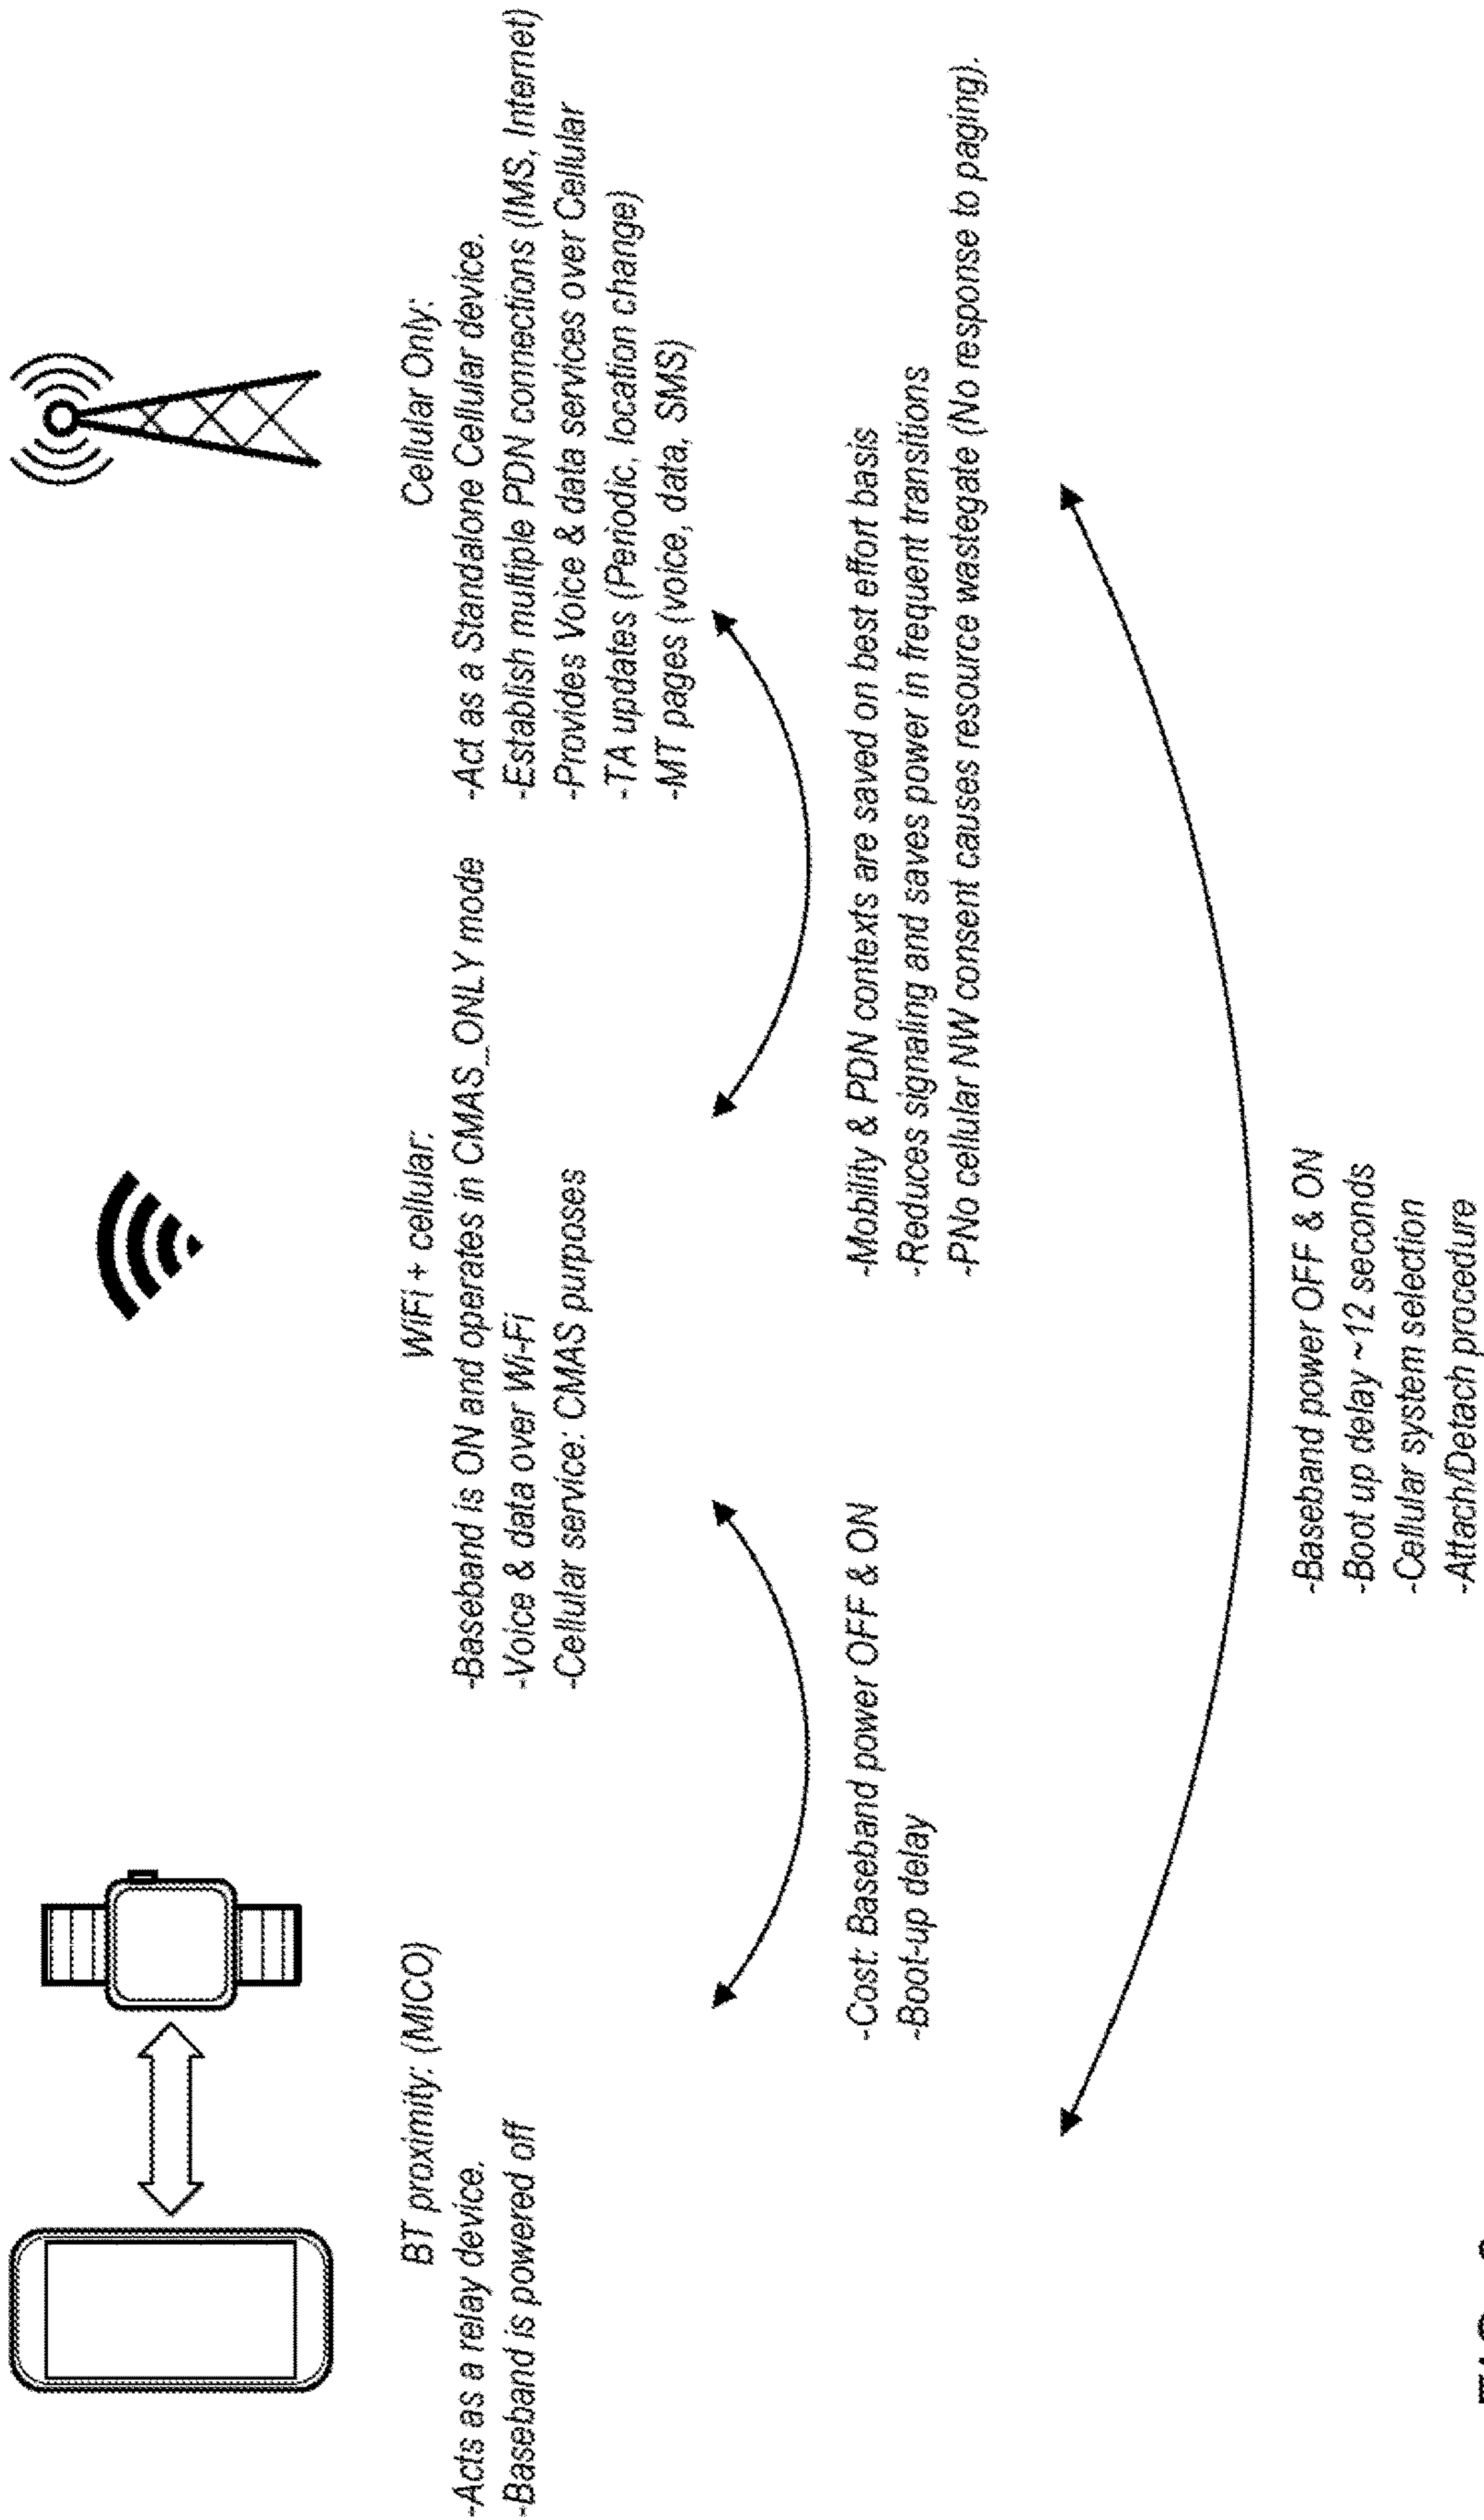 BT proximity: (MICO)
-Acts as a relay device.
-Baseband is powered off
WiFi + cellular:
-Baseband is ON and operates in CMAS_ONLY mode
-Voice & data over Wi-Fi
-Cellular service: CMAS purposes
Cellular Only:
-Act as a Standalone Cellular device.
-Establish multiple PDN connections (IMS, Internet)
-Provides Voice & data services over Cellular
-TA updates (Periodic, location change)
-MT pages (voice, data, SMS)
-Cost: Baseband power OFF & ON
-Boot-up delay
-Mobility & PDN contexts are saved on best effort basis
-Reduces signaling and saves power in frequent transitions
-PNo cellular NW consent causes resource wastegate (No response to paging).
-Baseband power OFF & ON
-Boot up delay ~12 seconds
-Cellular system selection
-Attach/Detach procedure